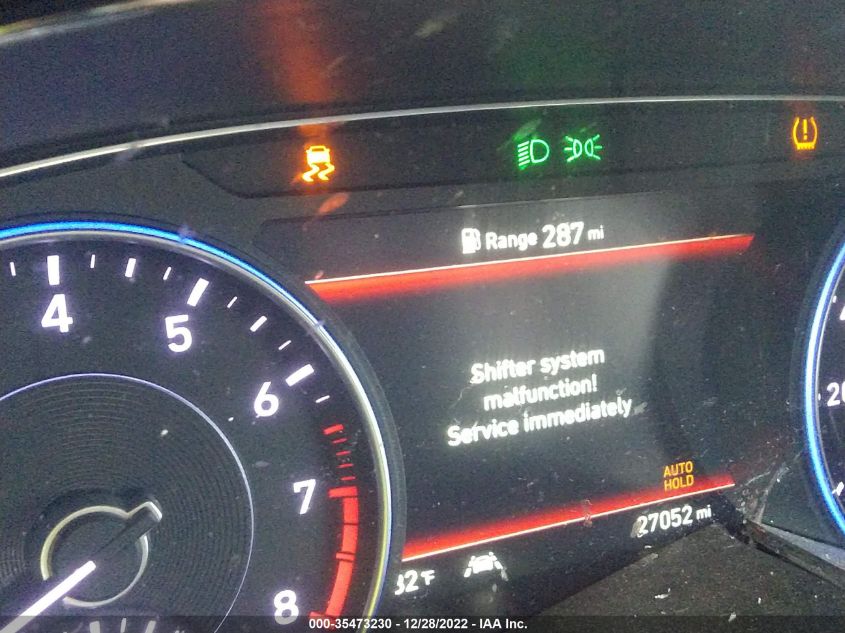 Range 287 mi
4
5
6
7
8
Shifter system
malfunction!
Service immediately
AUTO
HOLD
27052 mi
°F
000-35473230 - 12/28/2022 - IAA Inc.